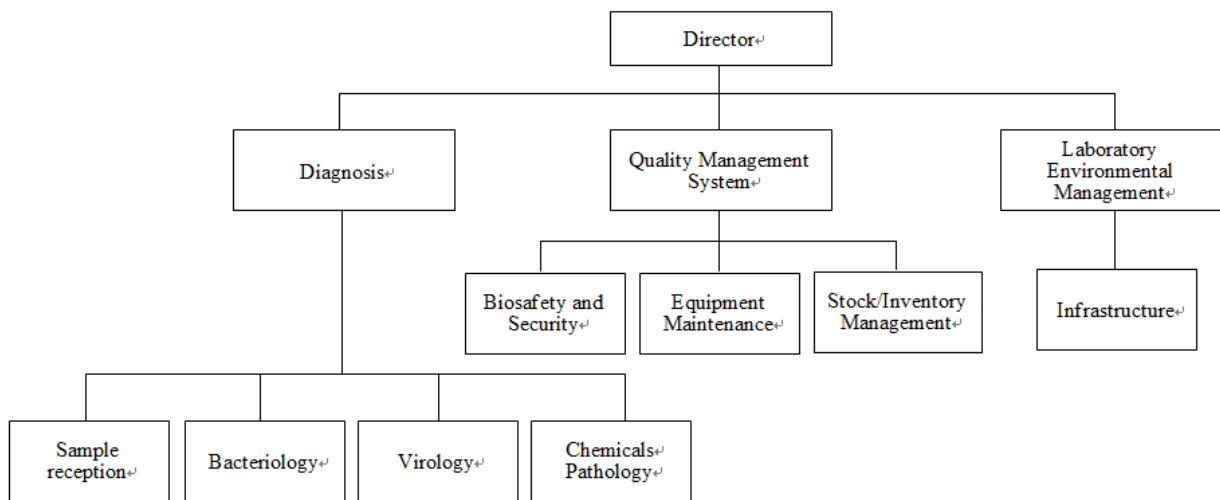 Director↵
Diagnosis↵
Quality Management
System↵
Laboratory
Environmental
Management↵
Biosafety and
Security↵
Equipment
Maintenance↵
Stock/Inventory
Management↵
Infrastructure↵
Sample
reception↵
Bacteriology↵
Virology↵
Chemicals↵
Pathology↵